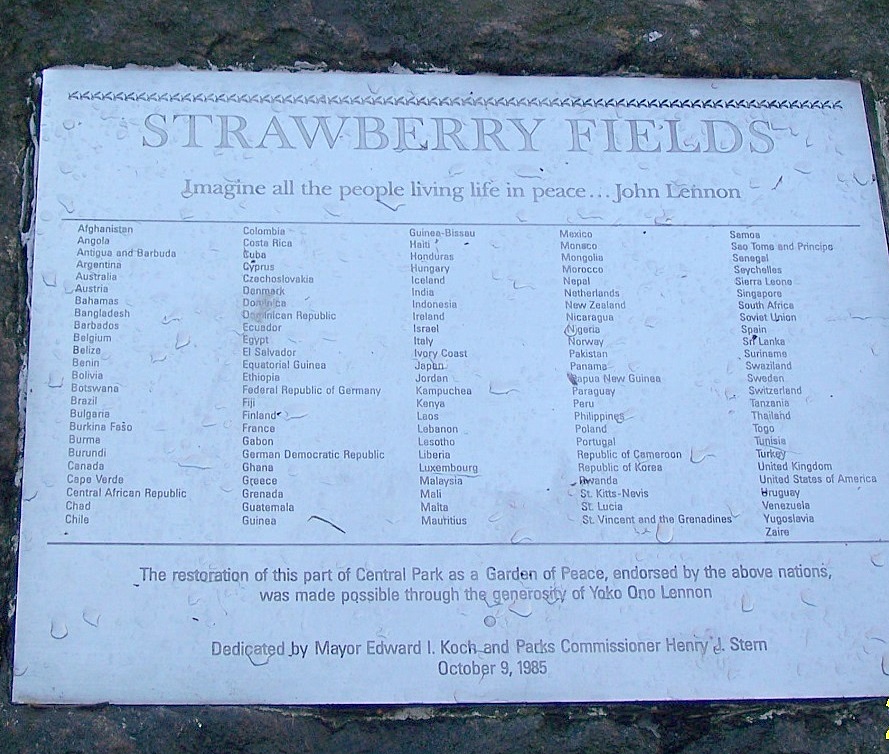 STRAWBERRY FIELDS
Imagine all the people living life in peace...John Lennon
Afghanistan
Angola
Antigua and Barbuda
Argentina
Australia
Austria
Bahamas
Bangladesh
Barbados
Belgium
Belize
Benin
Bolivia
Botswana
Brazil
Bulgaria
Burkina Faso
Burma
Burundi
Canada
Cape Verde
Central African Republic
Chad
Chile
Colombia
Costa Rica
Cuba
Cyprus
Czechoslovakia
Denmark
Dominica
Dominican Republic
Ecuador
Egypt
El Salvador
Equatorial Guinea
Ethiopia
Federal Republic of Germany
Fiji
Finland
France
Gabon
German Democratic Republic
Ghana
Greece
Grenada
Guatemala
Guinea
Guinea-Bissau
Haiti
Honduras
Hungary
Iceland
India
Indonesia
Ireland
Israel
Italy
Ivory Coast
Japan
Jordan
Kampuchea
Kenya
Laos
Lebanon
Lesotho
Liberia
Luxembourg
Malaysia
Mali
Malta
Mauritius
Mexico
Monaco
Mongolia
Morocco
Nepal
Netherlands
New Zealand
Nicaragua
Nigeria
Norway
Pakistan
Panama
Papua New Guinea
Paraguay
Peru
Philippines
Poland
Portugal
Republic of Cameroon
Republic of Korea
Rwanda
St. Kitts-Nevis
St. Lucia
St. Vincent and the Grenadines
Samoa
Sao Tome and Principe
Senegal
Seychelles
Sierra Leone
Singapore
South Africa
Soviet Union
Spain
Sri Lanka
Suriname
Swaziland
Sweden
Switzerland
Tanzania
Thailand
Togo
Tunisia
Turkey
United Kingdom
United States of America
Uruguay
Venezuela
Yugoslavia
Zaire
The restoration of this part of Central Park as a Garden of Peace, endorsed by the above nations,
was made possible through the generosity of Yoko Ono Lennon
Dedicated by Mayor Edward I. Koch and Parks Commissioner Henry J. Stern
October 9, 1985